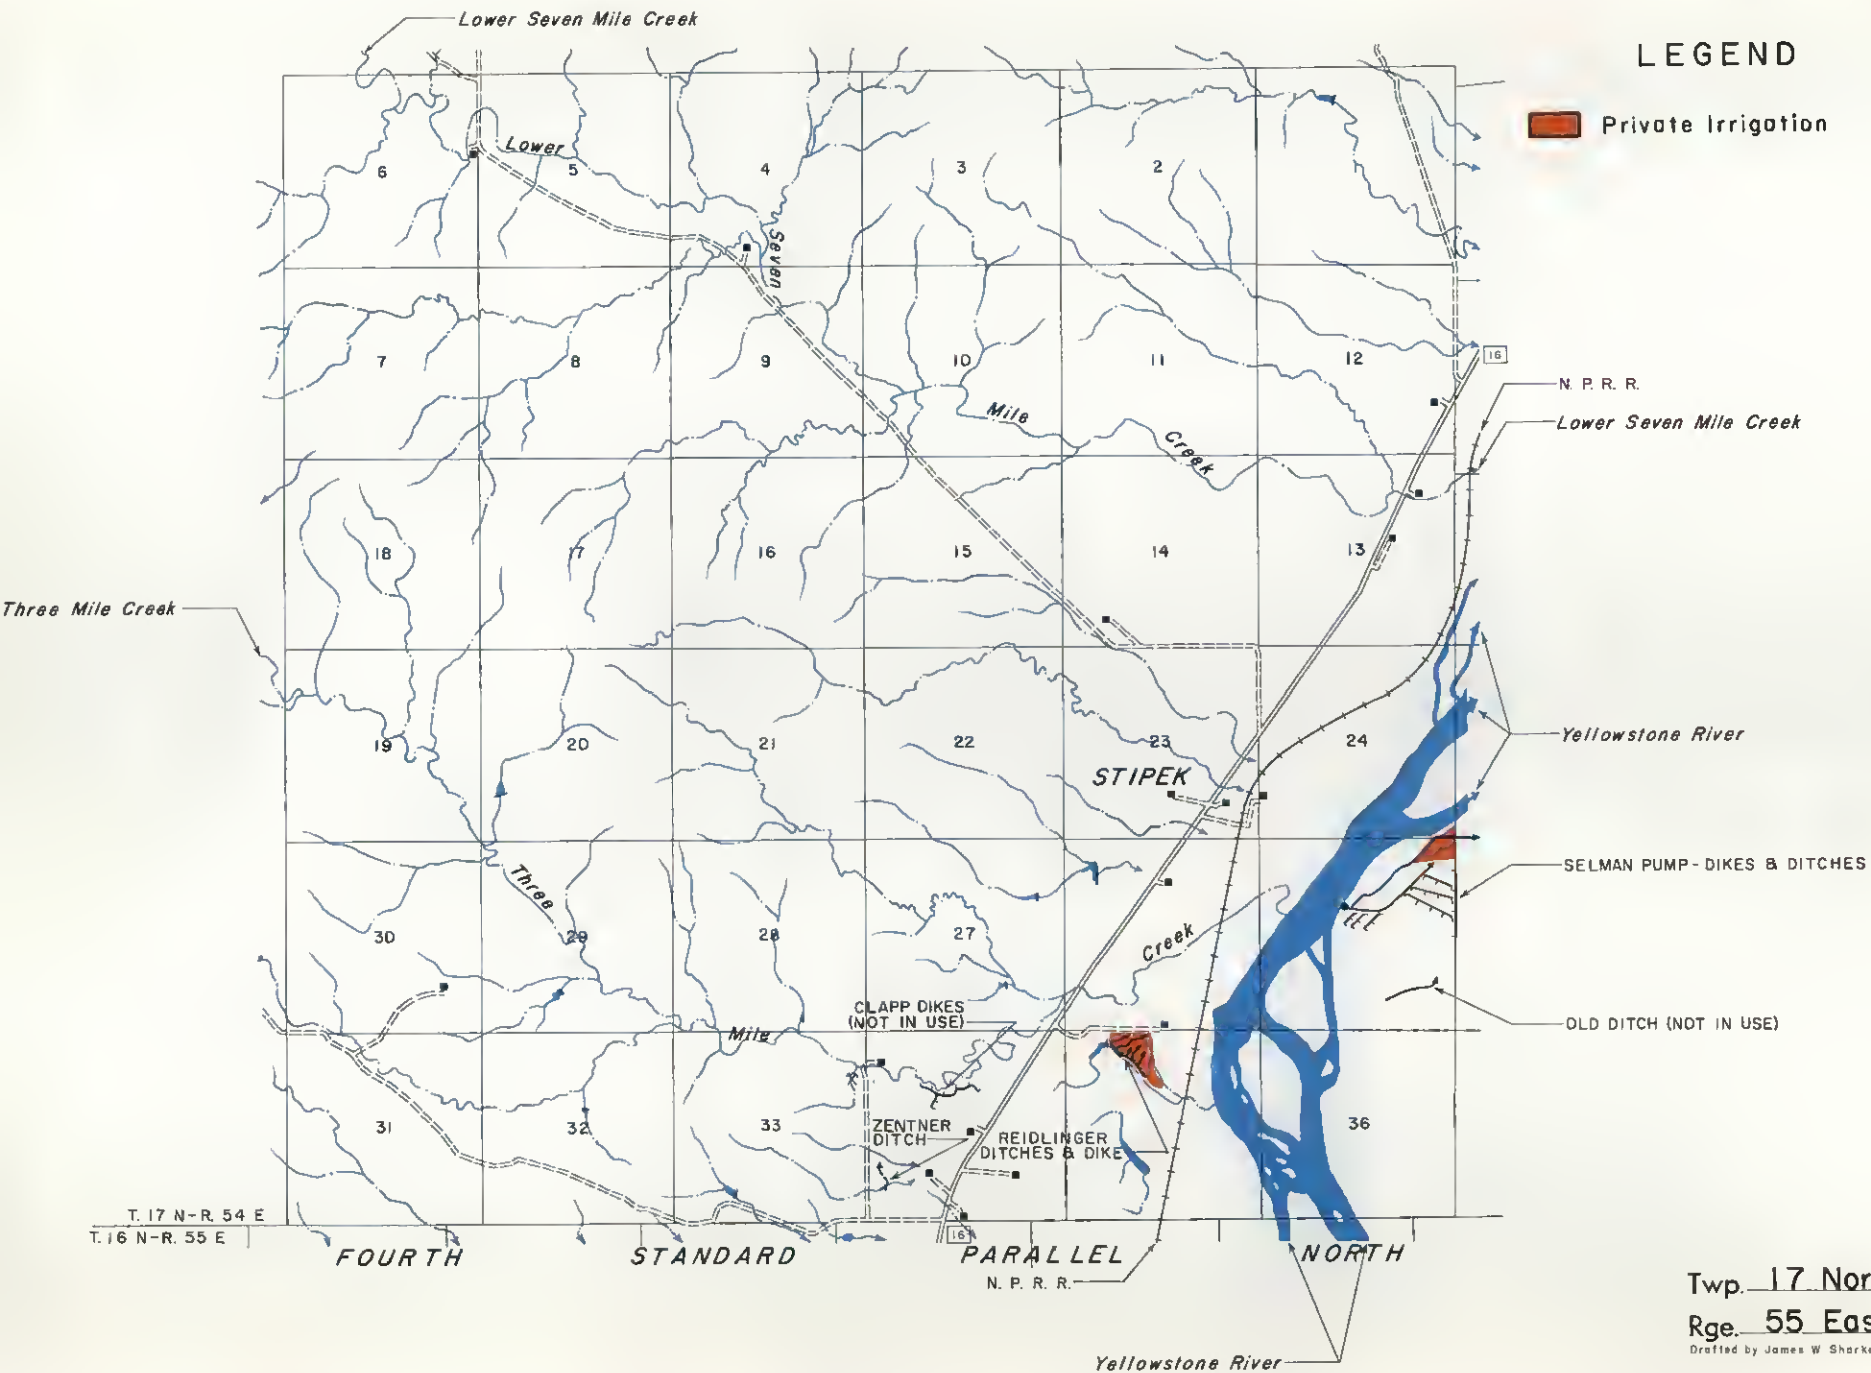 Lower Seven Mile Creek
LEGEND
Private Irrigation
Lower
Seven
6
5
4
3
2
7
8
9
10
11
12
16
N. P. R. R.
Lower Seven Mile Creek
Mile
Creek
18
17
16
15
14
13
Three Mile Creek
19
20
21
22
23
24
Yellowstone River
STIPEK
SELMAN PUMP-DIKES & DITCHES
Three
30
29
28
27
Creek
CLAPP DIKES
(NOT IN USE)
OLD DITCH (NOT IN USE)
Mile
31
32
33
36
ZENTNER
DITCH
REIDLINGER
DITCHES & DIKE
T. 17 N-R. 54 E
T. 16 N-R. 55 E
16
FOURTH STANDARD PARALLEL NORTH
N. P. R. R.
Yellowstone River
Twp. 17 Nor
Rge. 55 Eas
Drafted by James W